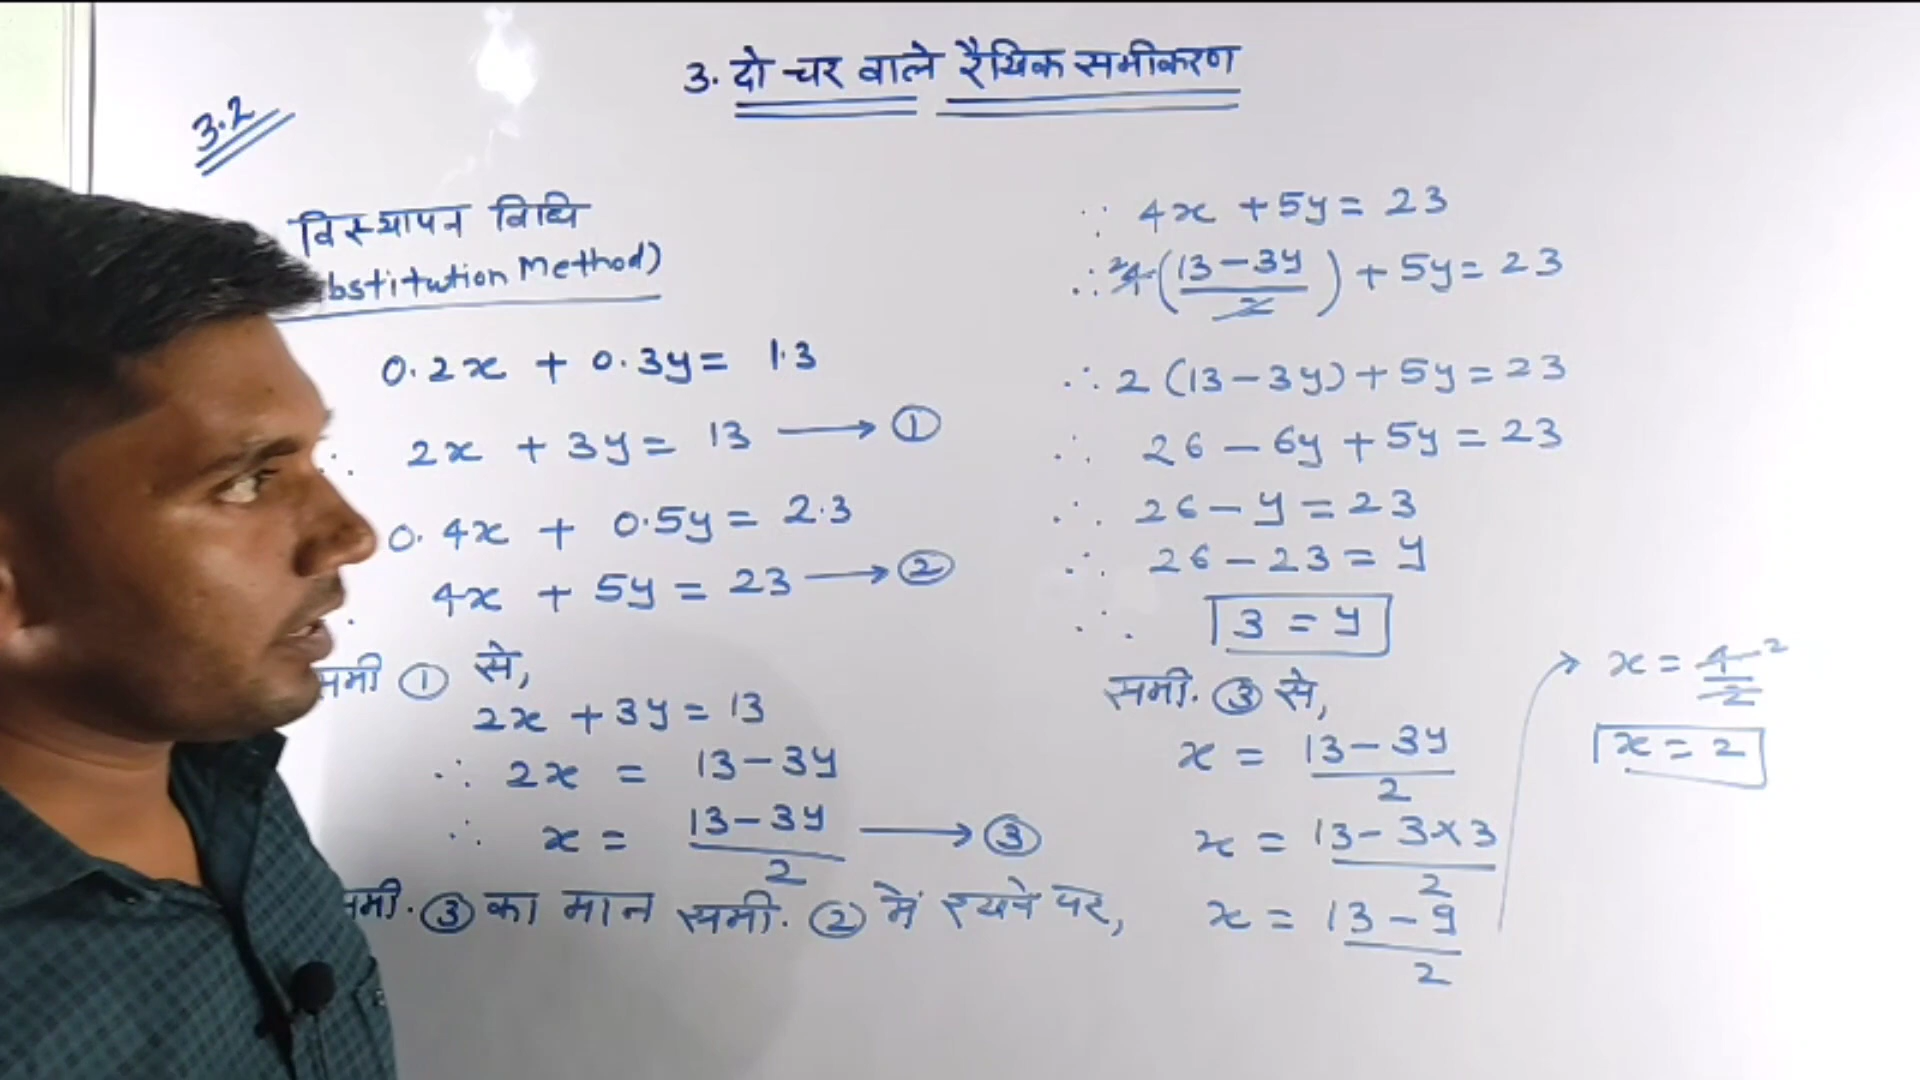 3. दो चर वाले रैखिक समीकरण
3.2
विस्थापन विधि
bstitution Method)
0.2x + 0.3y = 1.3
∴ 2x + 3y = 13 ⟶ ①
0.4x + 0.5y = 2.3
4x + 5y = 23 ⟶ ②
समी ① से,
2x + 3y = 13
∴ 2x = 13 - 3y
∴ x = (13 - 3y)/2 ⟶ ③
समी. ③ का मान समी. ② में रखने पर,
∵ 4x + 5y = 23
∴ 4((13 - 3y)/2) + 5y = 23
∴ 2(13 - 3y) + 5y = 23
∴ 26 - 6y + 5y = 23
∴ 26 - y = 23
∴ 26 - 23 = y
∴ 3 = y
समी. ③ से,
x = (13 - 3y)/2
x = (13 - 3×3)/2
x = (13 - 9)/2
x = 4/2 2
x = 2